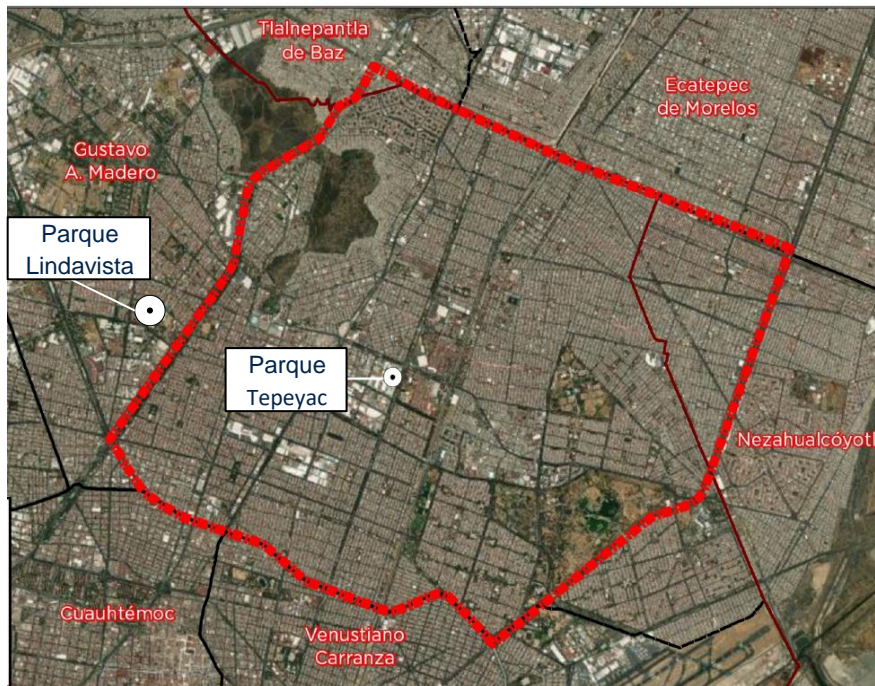 Tlalnepantla
de Baz
Ecatepec
de Morelos
Gustavo
A. Madero
Parque
Lindavista
Parque
Tepeyac
Nezahualcóyotl
Cuauhtémoc
Venustiano
Carranza